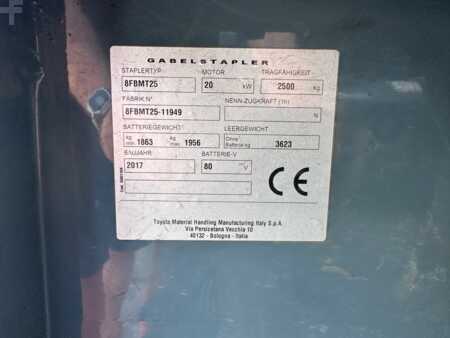 GABELSTAPLER
STAPLERTYP MOTOR TRAGFÄHIGKEIT
8FBMT25 20 kW 2500 kg
FABRIK N° NENN-ZUGKRAFT (1h)
8FBMT25-11949 N
BATTERIEGEWICHT LEERGEWICHT
kg min. 1863 kg max. 1956 Ohne Batterie kg 3623
BAUJAHR BATTERIE-V
2017 80 V
CE
Toyota Material Handling Manufacturing Italy S.p.A.
Via Persicetana Vecchia 10
40132 - Bologna - Italia